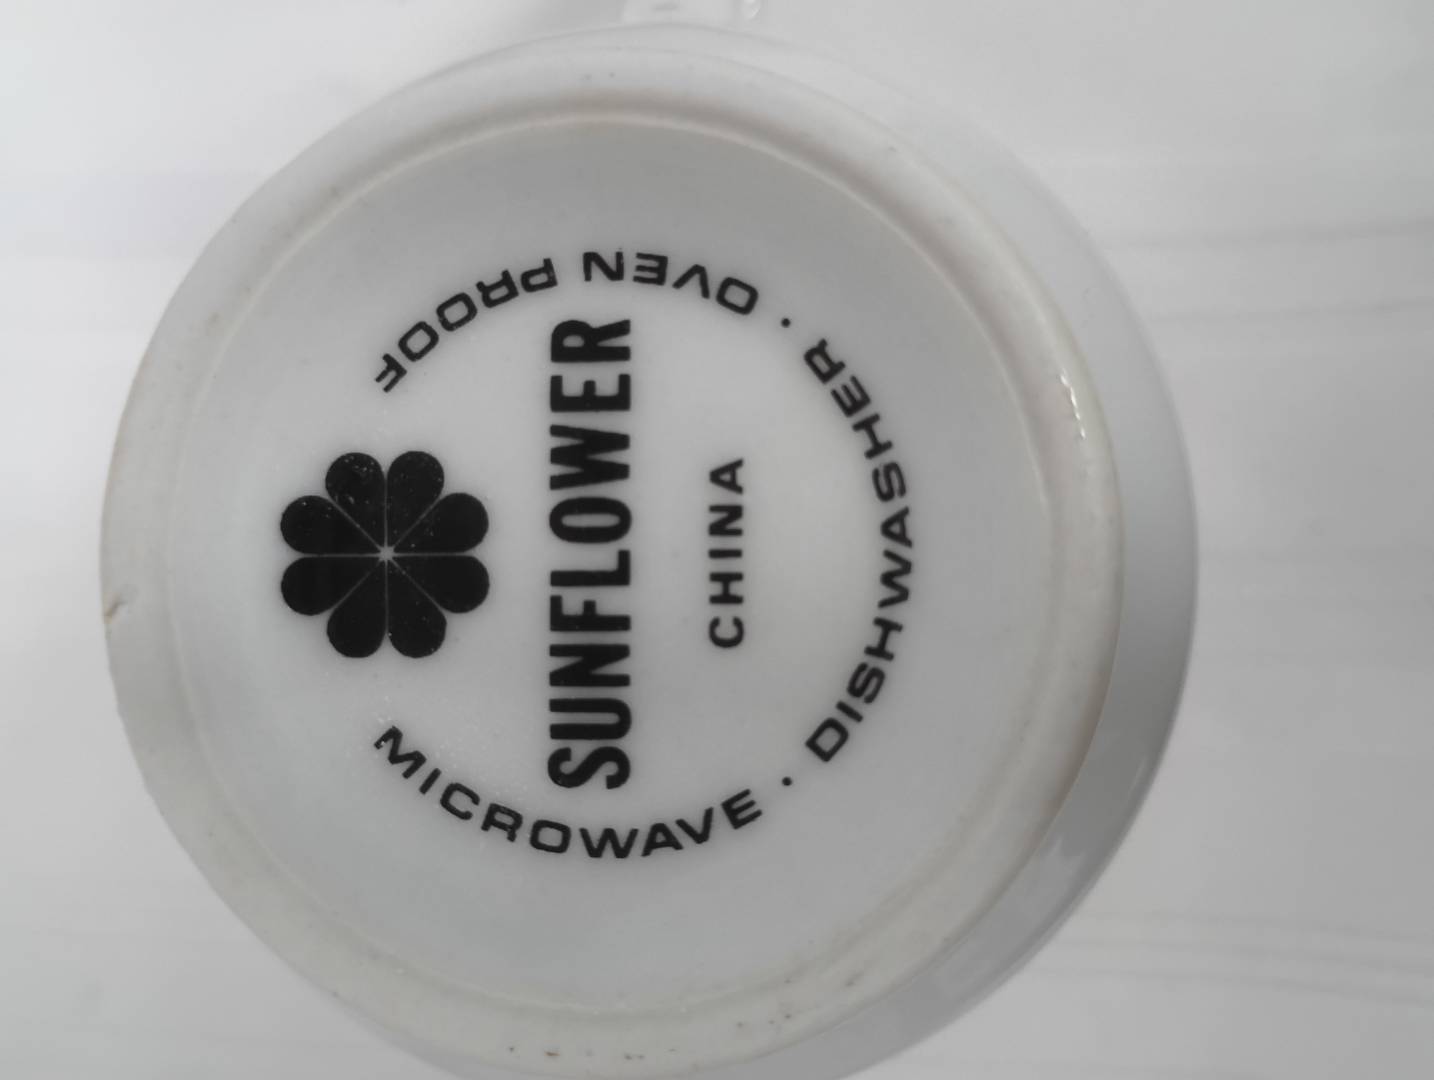 SUNFLOWER
CHINA
MICROWAVE · DISHWASHER · OVEN PROOF